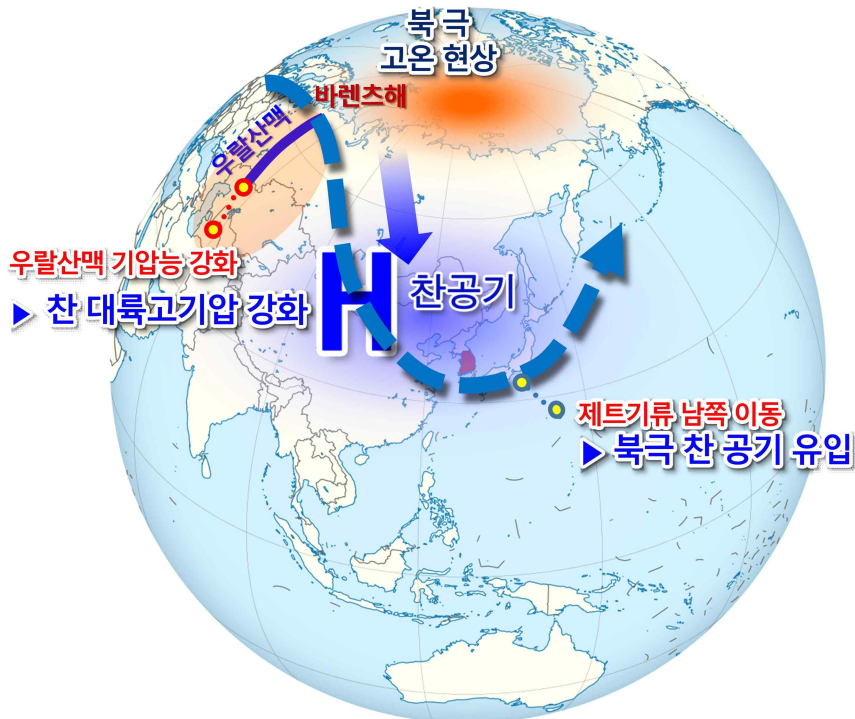 북 극
고온 현상
바렌츠해
우랄산맥
우랄산맥 기압능 강화
▶ 찬 대륙고기압 강화
H
찬공기
제트기류 남쪽 이동
▶ 북극 찬 공기 유입